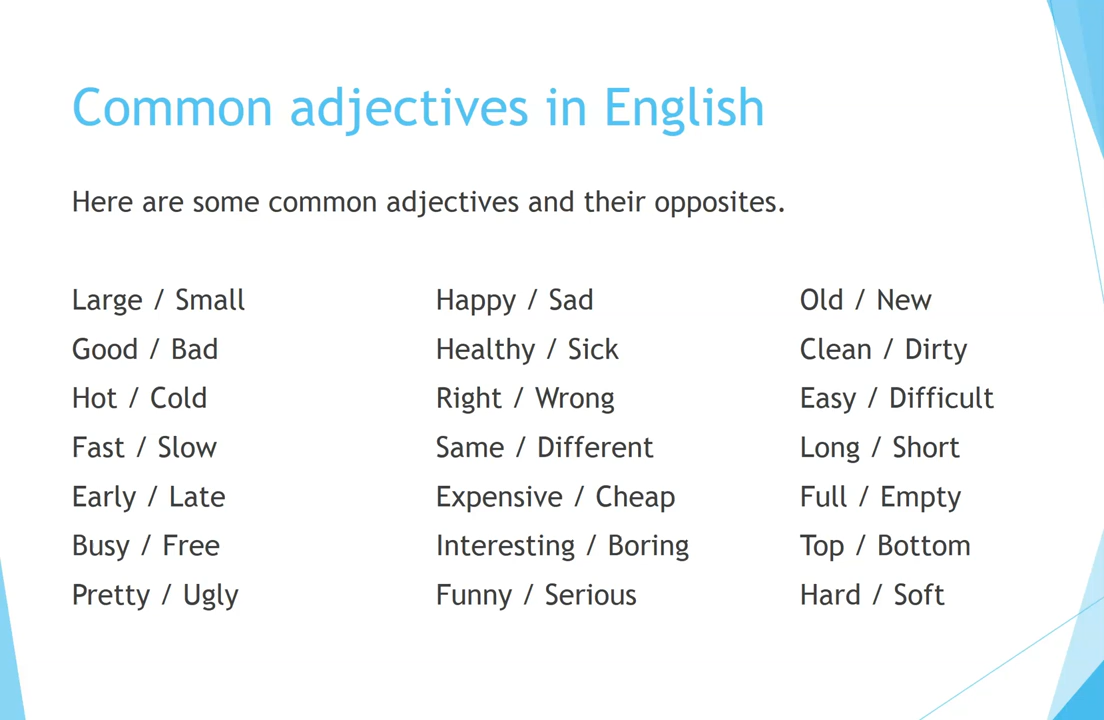 Common adjectives in English
Here are some common adjectives and their opposites.
Large / Small
Good / Bad
Hot / Cold
Fast / Slow
Early / Late
Busy / Free
Pretty / Ugly
Happy / Sad
Healthy / Sick
Right / Wrong
Same / Different
Expensive / Cheap
Interesting / Boring
Funny / Serious
Old / New
Clean / Dirty
Easy / Difficult
Long / Short
Full / Empty
Top / Bottom
Hard / Soft